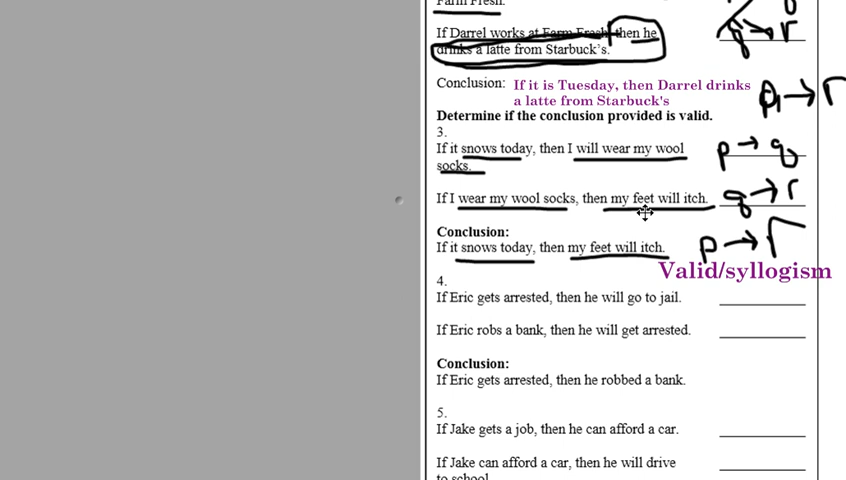 Farm Fresh.
If Darrel works at Farm Fresh, then he
drinks a latte from Starbuck's.
q → r
Conclusion: If it is Tuesday, then Darrel drinks
a latte from Starbuck's
p → r
Determine if the conclusion provided is valid.
3.
If it snows today, then I will wear my wool
socks.
p → q
If I wear my wool socks, then my feet will itch.
q → r
Conclusion:
If it snows today, then my feet will itch.
p → r
Valid/syllogism
4.
If Eric gets arrested, then he will go to jail.
If Eric robs a bank, then he will get arrested.
Conclusion:
If Eric gets arrested, then he robbed a bank.
5.
If Jake gets a job, then he can afford a car.
If Jake can afford a car, then he will drive
to school